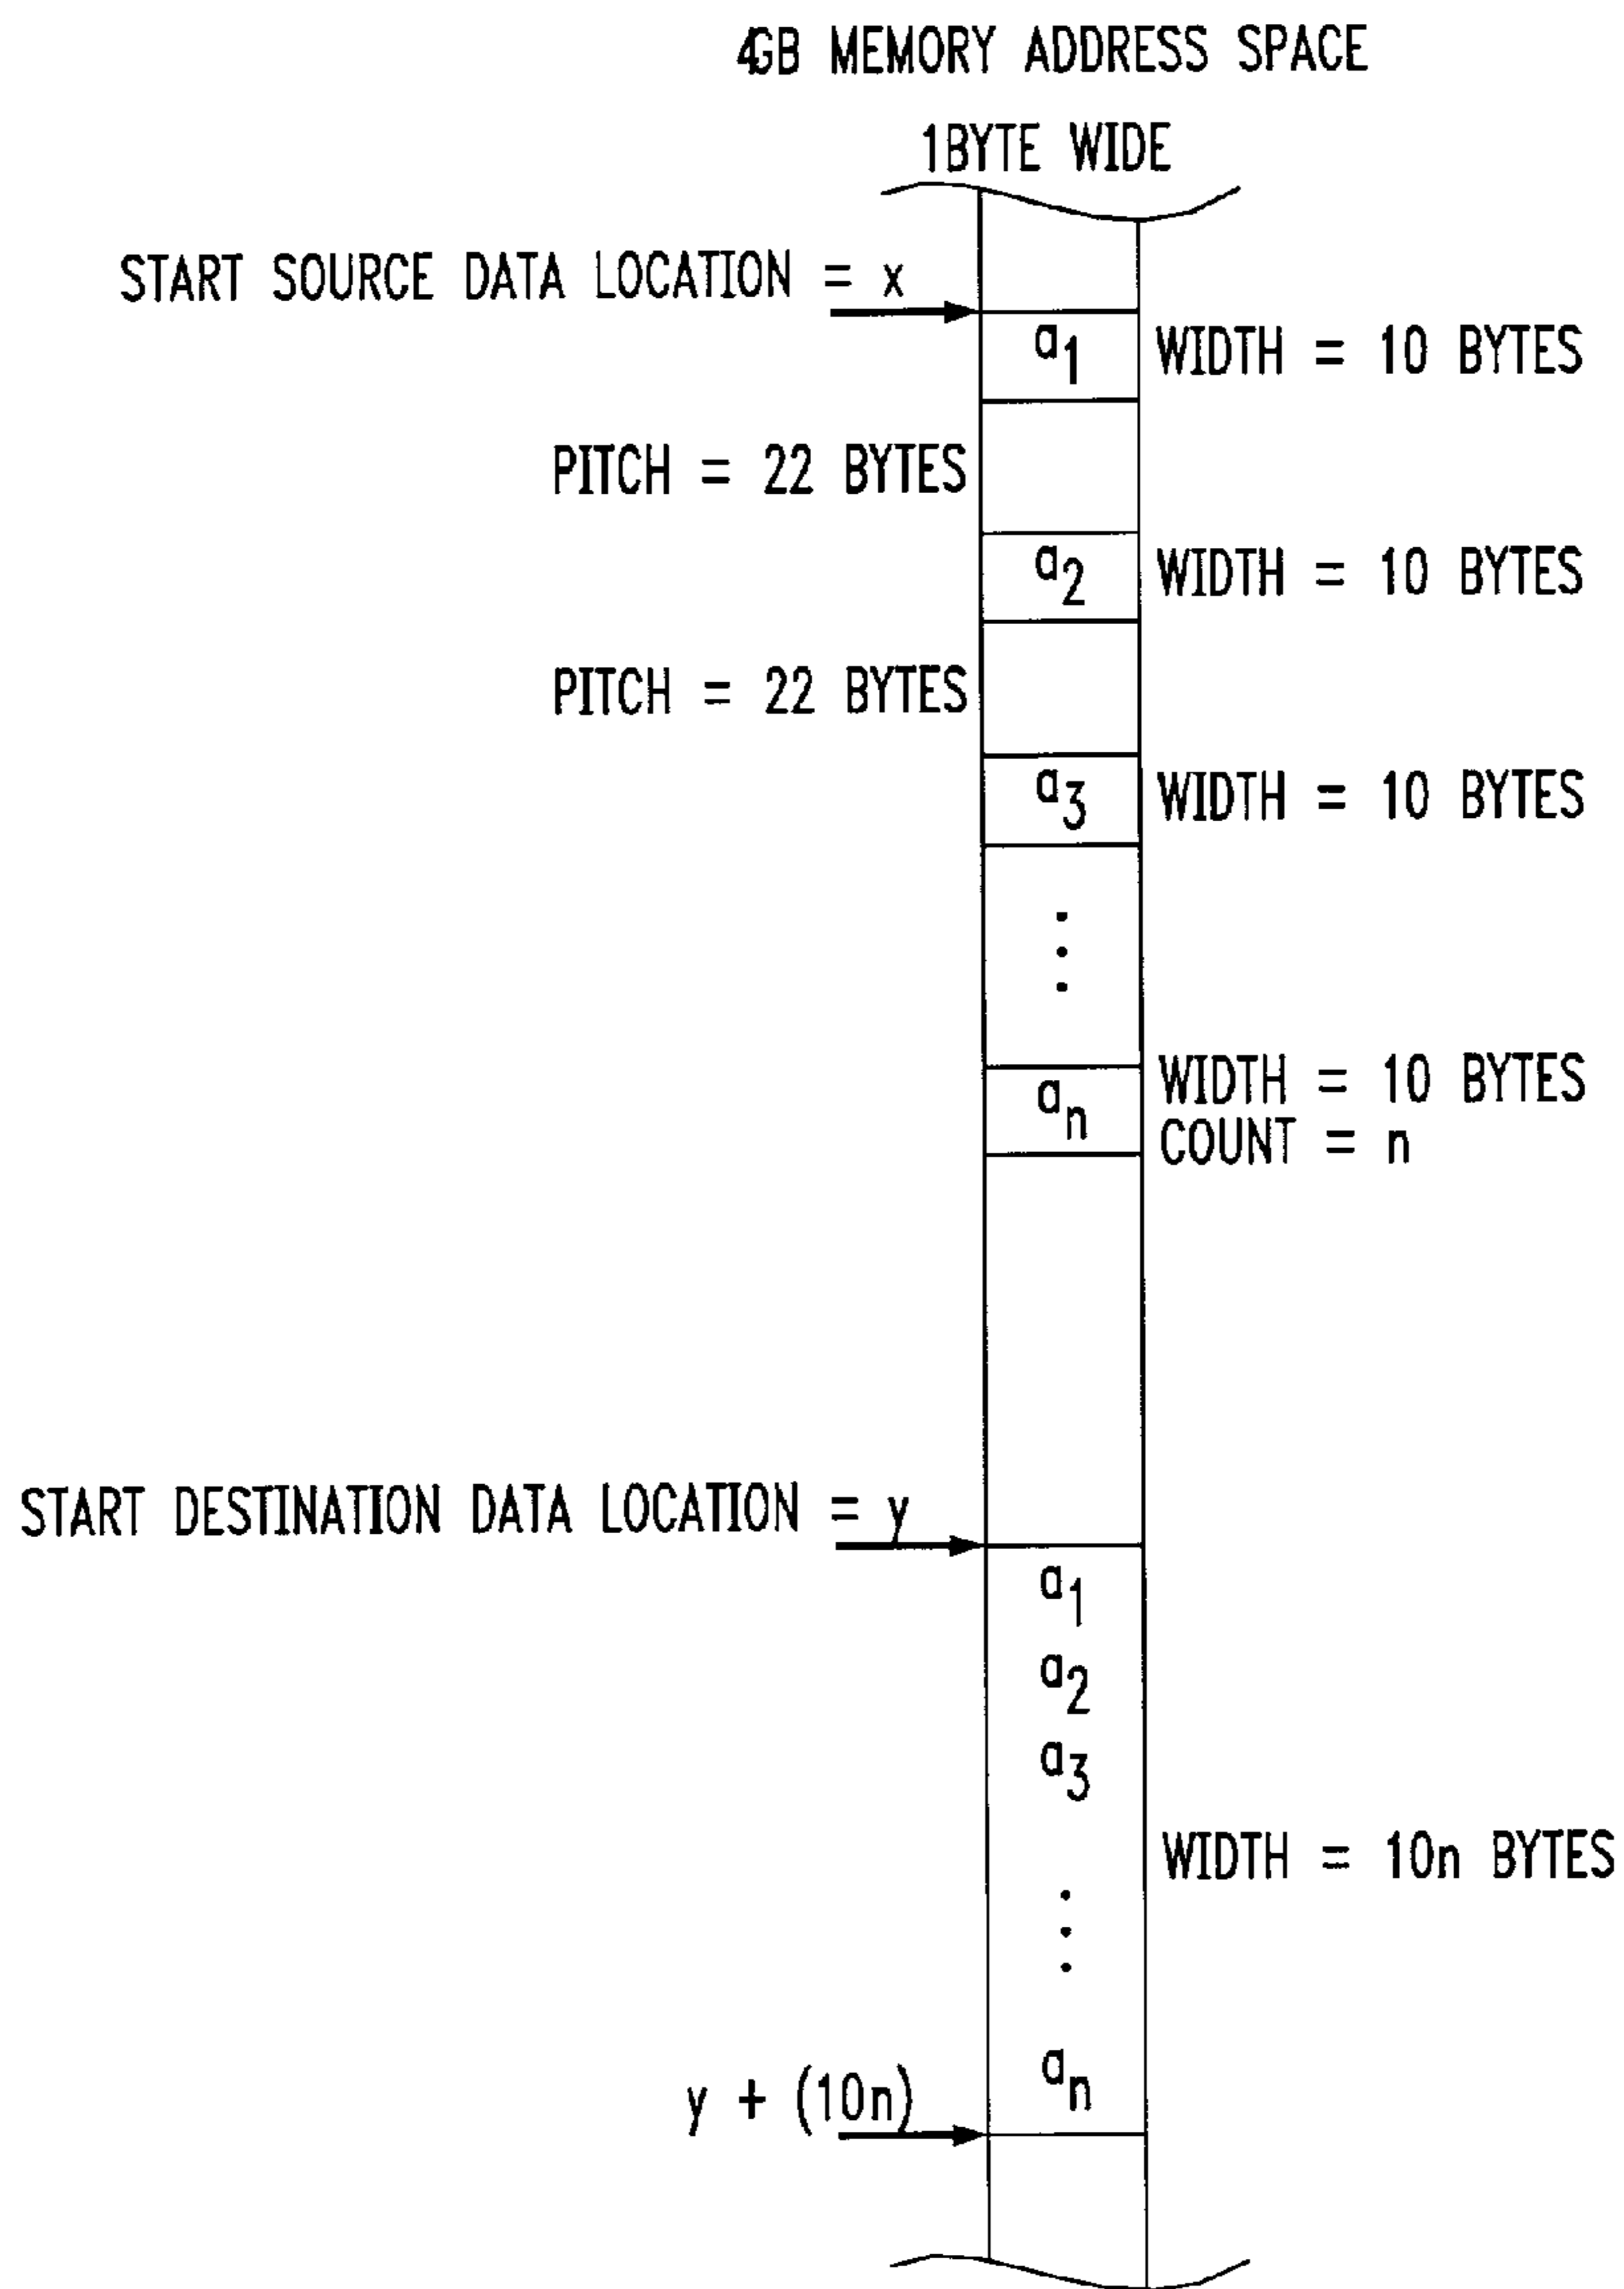 4GB MEMORY ADDRESS SPACE
1BYTE WIDE
START SOURCE DATA LOCATION = x
a1 WIDTH = 10 BYTES
PITCH = 22 BYTES
a2 WIDTH = 10 BYTES
PITCH = 22 BYTES
a3 WIDTH = 10 BYTES
an WIDTH = 10 BYTES
COUNT = n
START DESTINATION DATA LOCATION = y
a1
a2
a3
WIDTH = 10n BYTES
an
y + (10n)